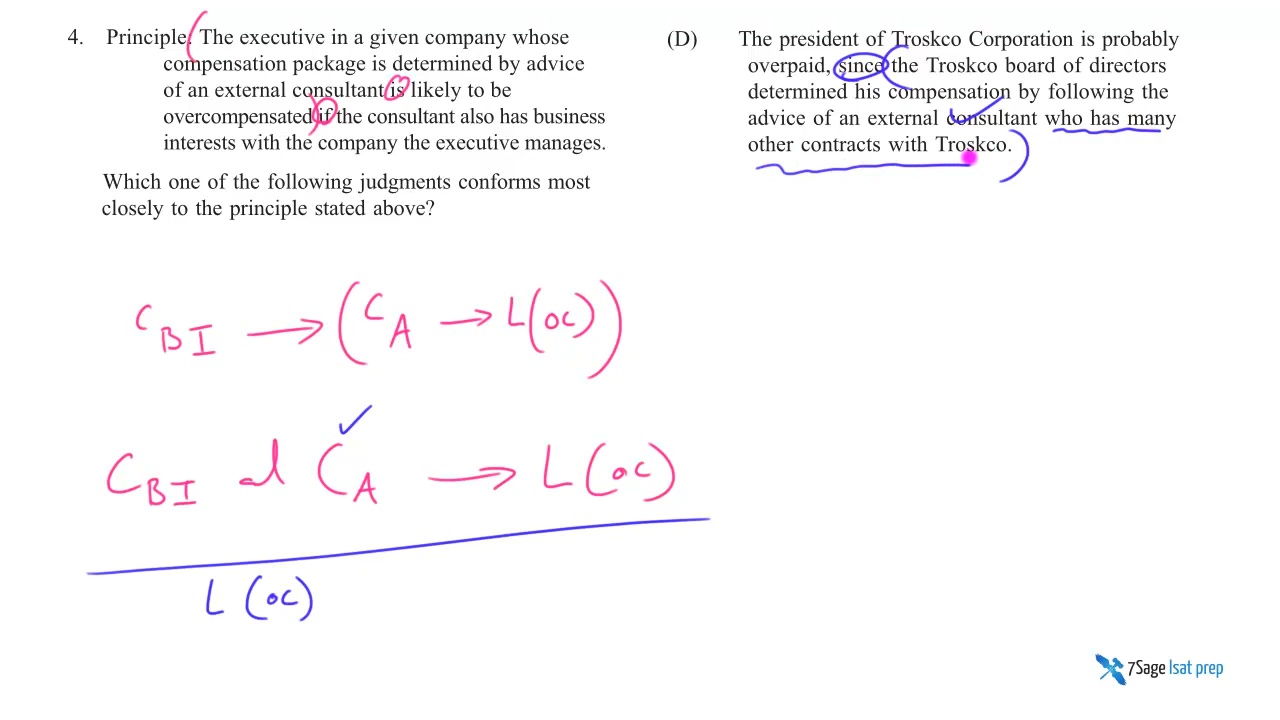 4. Principle: The executive in a given company whose
compensation package is determined by advice
of an external consultant is likely to be
overcompensated if the consultant also has business
interests with the company the executive manages.
Which one of the following judgments conforms most
closely to the principle stated above?
(D) The president of Troskco Corporation is probably
overpaid, since the Troskco board of directors
determined his compensation by following the
advice of an external consultant who has many
other contracts with Troskco.
C BI → (C A → L(OC))
C BI al C A → L(OC)
L (OC)
7Sage lsat prep